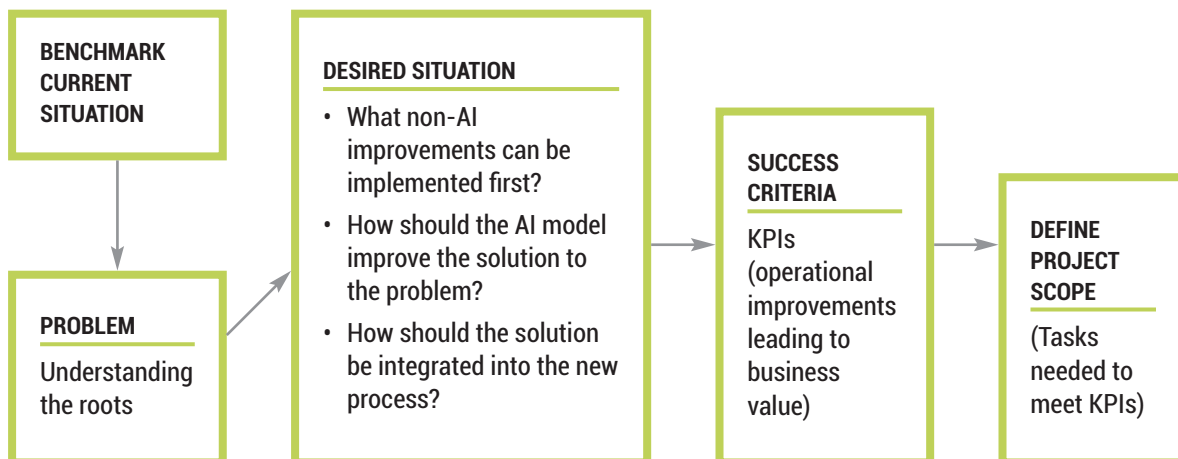 BENCHMARK
CURRENT
SITUATION
PROBLEM
Understanding
the roots
DESIRED SITUATION
• What non-AI
improvements can be
implemented first?
• How should the AI model
improve the solution to
the problem?
• How should the solution
be integrated into the new
process?
SUCCESS
CRITERIA
KPIs
(operational
improvements
leading to
business
value)
DEFINE
PROJECT
SCOPE
(Tasks
needed to
meet KPIs)